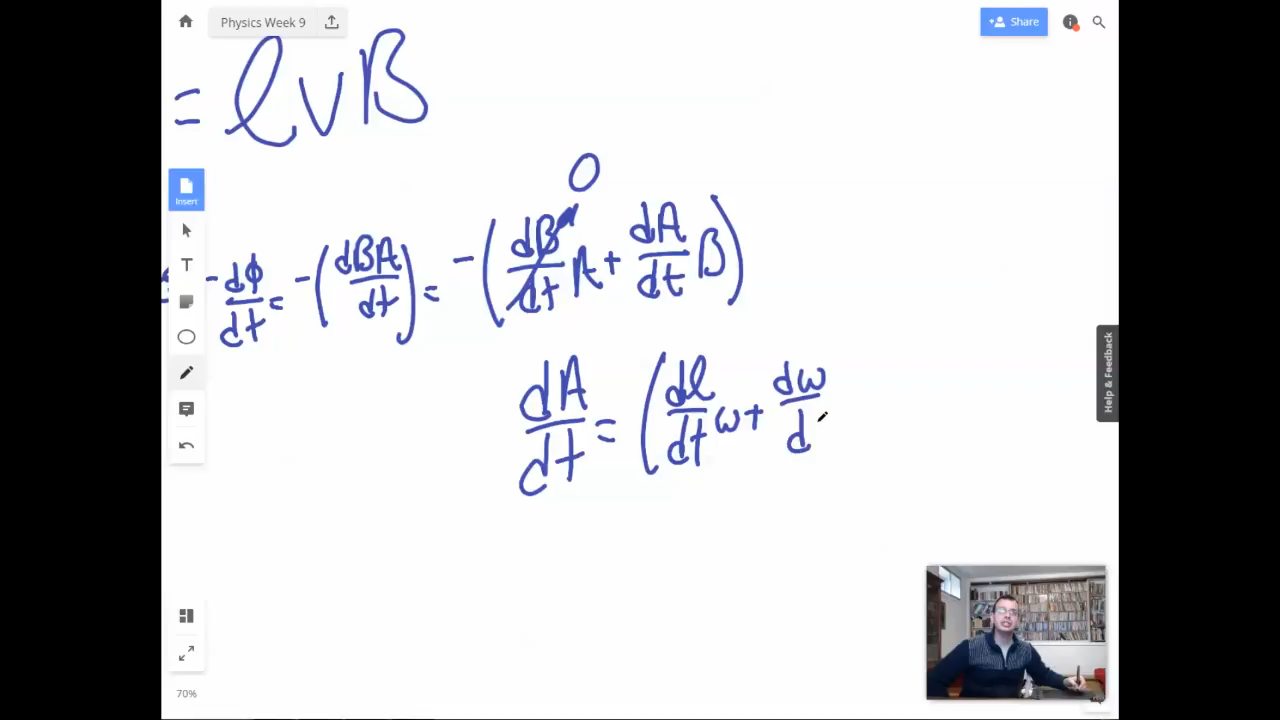 Physics Week 9
Share
= lvB
0
Insert
T
- dϕ/dt = - (dBA/dt) = - (dB/dt A + dA/dt B)
dA/dt = (dl/dt w + dw/d
Help & Feedback
70%